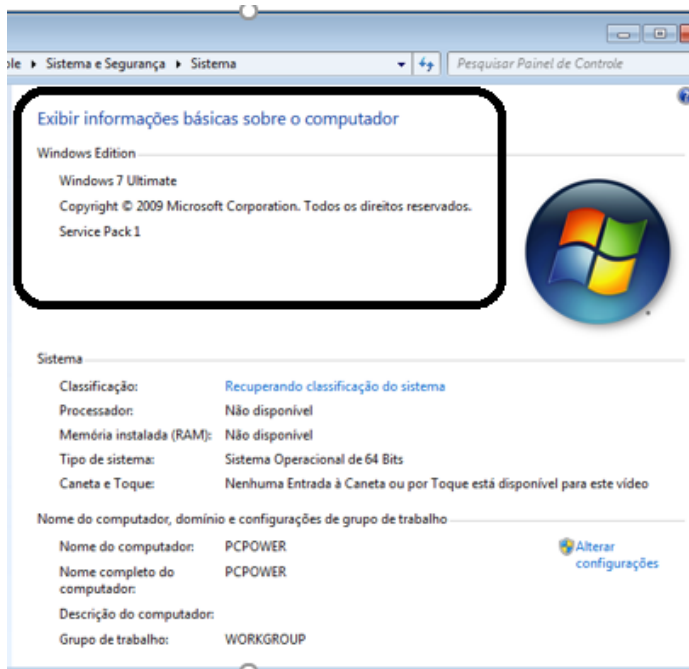 Sistema e Segurança Sistema Pesquisar Painel de Controle
Exibir informações básicas sobre o computador
Windows Edition
Windows 7 Ultimate
Copyright © 2009 Microsoft Corporation. Todos os direitos reservados.
Service Pack 1
Sistema
Classificação: Recuperando classificação do sistema
Processador: Não disponível
Memória instalada (RAM): Não disponível
Tipo de sistema: Sistema Operacional de 64 Bits
Caneta e Toque: Nenhuma Entrada à Caneta ou por Toque está disponível para este vídeo
Nome do computador, domínio e configurações de grupo de trabalho
Nome do computador: PCPOWER Alterar
configurações
Nome completo do PCPOWER
computador:
Descrição do computador:
Grupo de trabalho: WORKGROUP